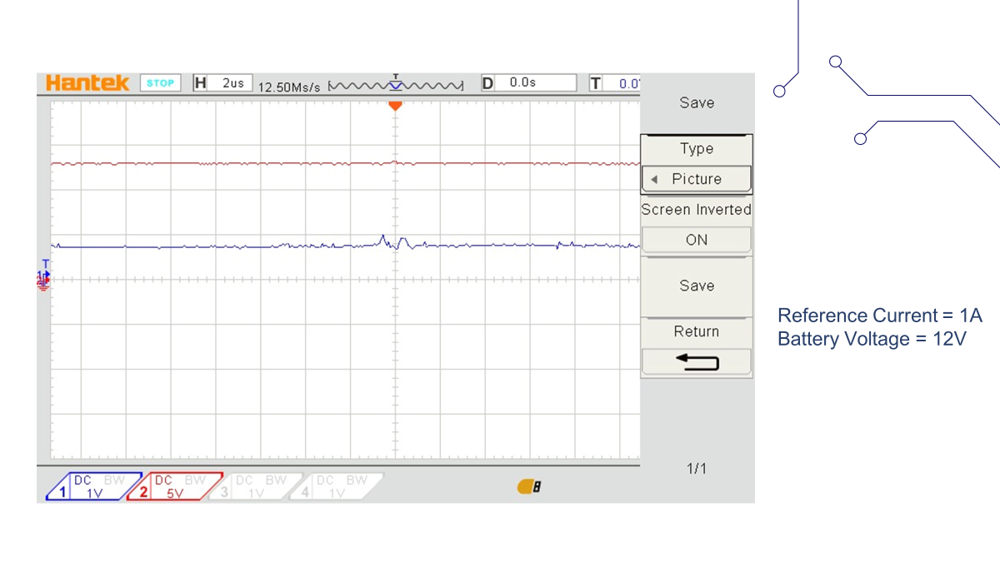 Hantek STOP H 2us 12.50Ms/s T D 0.0s T 0.0
Save
Type
Picture
Screen Inverted
ON
Save
Return
1/1
T
Reference Current = 1A
Battery Voltage = 12V
1 DC BW 1V
2 DC BW 5V
3 DC BW 1V
4 DC BW 1V